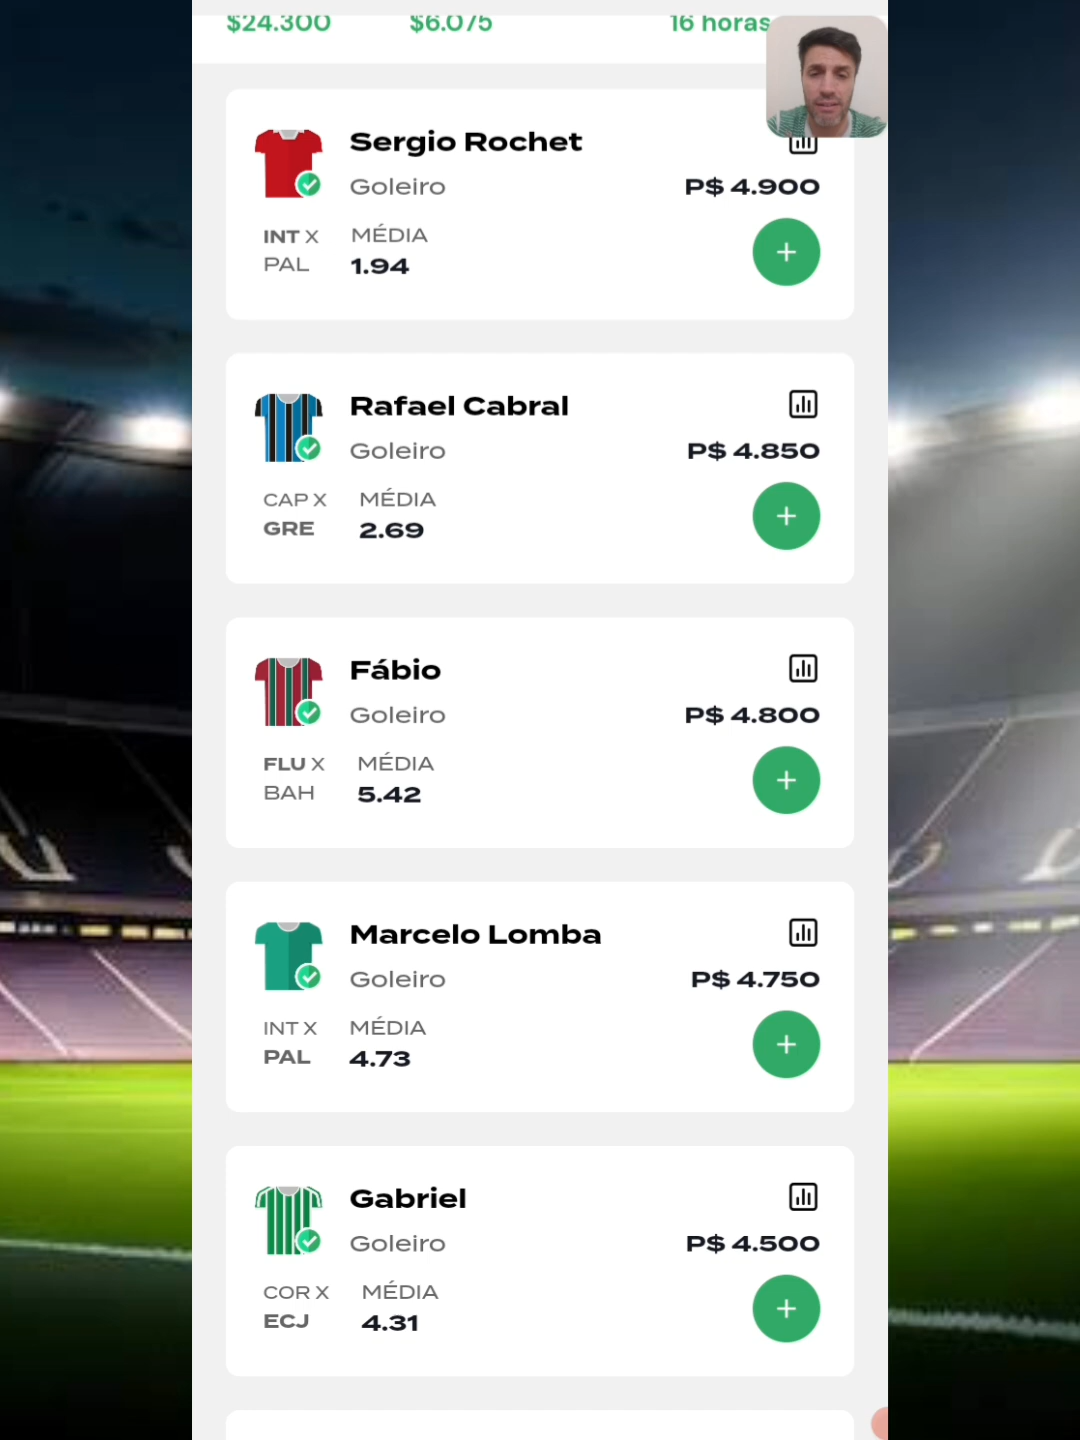 $24.300 $6.075 16 horas
Sergio Rochet
Goleiro P$ 4.900
INT X MÉDIA
PAL 1.94
Rafael Cabral
Goleiro P$ 4.850
CAP X MÉDIA
GRE 2.69
Fábio
Goleiro P$ 4.800
FLU X MÉDIA
BAH 5.42
Marcelo Lomba
Goleiro P$ 4.750
INT X MÉDIA
PAL 4.73
Gabriel
Goleiro P$ 4.500
COR X MÉDIA
ECJ 4.31